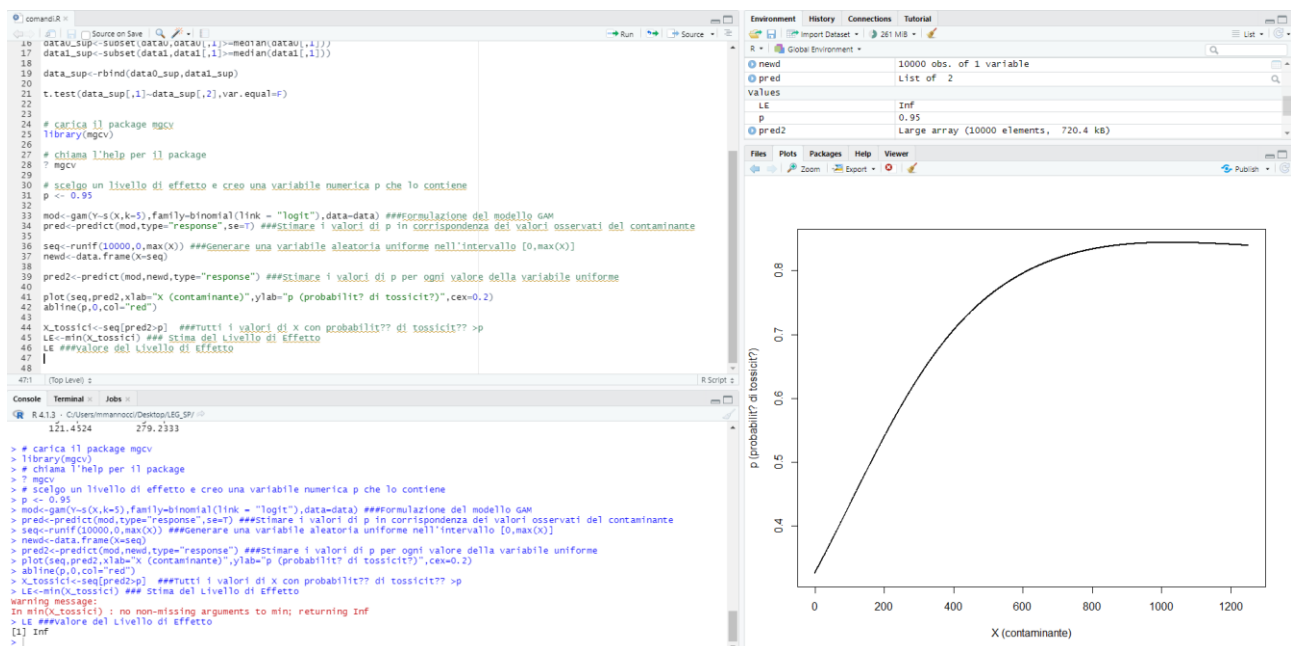 comandi.R
Source on Save
Run
Source
16 data0_sup<-subset(data0,data0[,1]>=median(data0[,1]))
17 data1_sup<-subset(data1,data1[,1]>=median(data1[,1]))
18
19 data_sup<-rbind(data0_sup,data1_sup)
20
21 t.test(data_sup[,1]~data_sup[,2],var.equal=F)
22
23
24 # carica il package mgcv
25 library(mgcv)
26
27 # chiama l'help per il package
28 ? mgcv
29
30 # scelgo un livello di effetto e creo una variabile numerica p che lo contiene
31 p <- 0.95
32
33 mod<-gam(Y~s(X,k=5),family=binomial(link = "logit"),data=data) ###Formulazione del modello GAM
34 pred<-predict(mod,type="response",se=T) ###Stimare i valori di p in corrispondenza dei valori osservati del contaminante
35
36 seq<-runif(10000,0,max(X)) ###Generare una variabile aleatoria uniforme nell'intervallo [0,max(X)]
37 newd<-data.frame(X=seq)
38
39 pred2<-predict(mod,newd,type="response") ###Stimare i valori di p per ogni valore della variabile uniforme
40
41 plot(seq,pred2,xlab="X (contaminante)",ylab="p (probabilit? di tossicit?)",cex=0.2)
42 abline(p,0,col="red")
43
44 X_tossici<-seq[pred2>p] ###Tutti i valori di X con probabilit?? di tossicit?? >p
45 LE<-min(X_tossici) ### Stima del Livello di Effetto
46 LE ###Valore del Livello di Effetto
47
48
47:1 (Top Level) R Script
Console Terminal Jobs
R 4.1.3 · C:/Users/mmannocci/Desktop/LEG_SP/
121.4524 279.2333
> # carica il package mgcv
> library(mgcv)
> # chiama l'help per il package
> ? mgcv
> # scelgo un livello di effetto e creo una variabile numerica p che lo contiene
> p <- 0.95
> mod<-gam(Y~s(X,k=5),family=binomial(link = "logit"),data=data) ###Formulazione del modello GAM
> pred<-predict(mod,type="response",se=T) ###Stimare i valori di p in corrispondenza dei valori osservati del contaminante
> seq<-runif(10000,0,max(X)) ###Generare una variabile aleatoria uniforme nell'intervallo [0,max(X)]
> newd<-data.frame(X=seq)
> pred2<-predict(mod,newd,type="response") ###Stimare i valori di p per ogni valore della variabile uniforme
> plot(seq,pred2,xlab="X (contaminante)",ylab="p (probabilit? di tossicit?)",cex=0.2)
> abline(p,0,col="red")
> X_tossici<-seq[pred2>p] ###Tutti i valori di X con probabilit?? di tossicit?? >p
> LE<-min(X_tossici) ### Stima del Livello di Effetto
Warning message:
In min(X_tossici) : no non-missing arguments to min; returning Inf
> LE ###Valore del Livello di Effetto
[1] Inf
>
Environment History Connections Tutorial
Import Dataset 261 MiB List
R Global Environment
newd 10000 obs. of 1 variable
pred List of 2
Values
LE Inf
p 0.95
pred2 Large array (10000 elements, 720.4 kB)
Files Plots Packages Help Viewer
Zoom Export Publish
p (probabilit? di tossicit?)
0.8
0.7
0.6
0.5
0.4
0 200 400 600 800 1000 1200
X (contaminante)